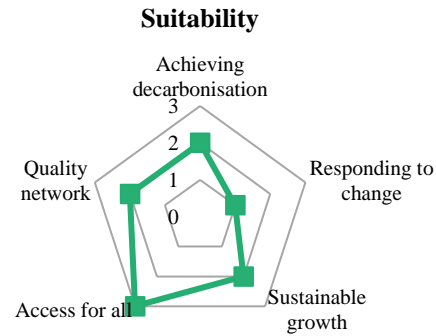 Suitability
Achieving
decarbonisation
3
2
1
0
Quality
network
Responding to
change
Access for all
Sustainable
growth